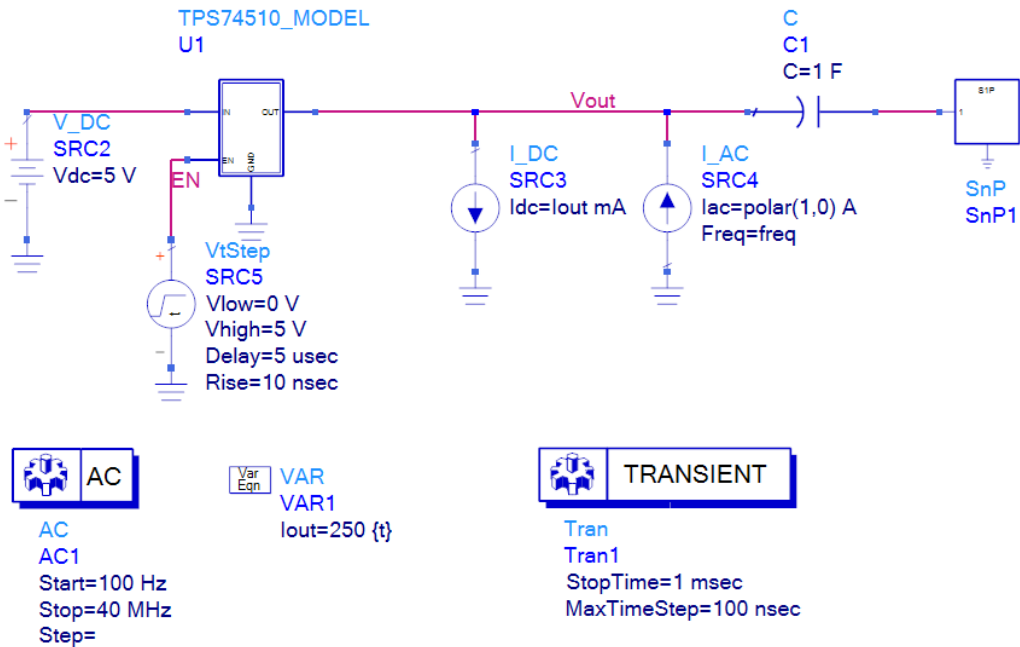 TPS74510_MODEL
U1
C
C1
C=1 F
IN
OUT
EN
GND
Vout
S1P
1
V_DC
SRC2
Vdc=5 V
+
−
EN
I_DC
SRC3
Idc=Iout mA
I_AC
SRC4
Iac=polar(1,0) A
Freq=freq
SnP
SnP1
+
−
VtStep
SRC5
Vlow=0 V
Vhigh=5 V
Delay=5 usec
Rise=10 nsec
AC
AC
AC1
Start=100 Hz
Stop=40 MHz
Step=
Var
Eqn
VAR
VAR1
Iout=250 {t}
TRANSIENT
Tran
Tran1
StopTime=1 msec
MaxTimeStep=100 nsec